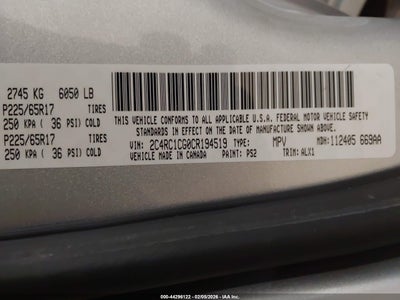 2745 KG 6050 LB
P225/65R17 TIRES
250 KPA ( 36 PSI) COLD
P225/65R17 TIRES
250 KPA ( 36 PSI) COLD
THIS VEHICLE CONFORMS TO ALL APPLICABLE U.S.A. FEDERAL MOTOR VEHICLE SAFETY
STANDARDS IN EFFECT ON THE DATE OF MANUFACTURE SHOWN ABOVE.
VIN: 2C4RC1CG0CR194519 TYPE: MPV MDH: 112405 669AA
VEHICLE MADE IN CANADA PAINT: PS2 TRIM: ALX1
000-44296122 - 02/05/2026 - IAA Inc.